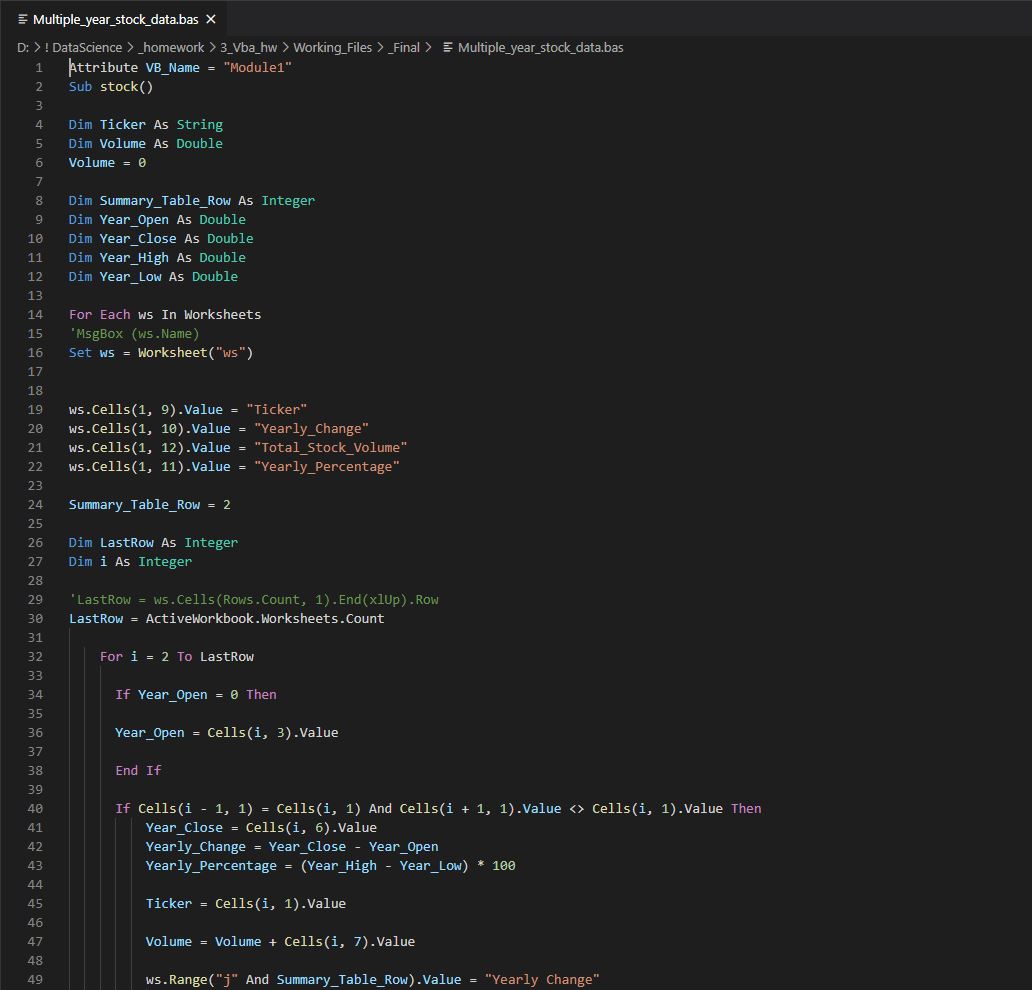 Multiple_year_stock_data.bas ×
D: > ! DataScience > _homework > 3_Vba_hw > Working_Files > _Final > Multiple_year_stock_data.bas
1 Attribute VB_Name = "Module1"
2 Sub stock()
3
4 Dim Ticker As String
5 Dim Volume As Double
6 Volume = 0
7
8 Dim Summary_Table_Row As Integer
9 Dim Year_Open As Double
10 Dim Year_Close As Double
11 Dim Year_High As Double
12 Dim Year_Low As Double
13
14 For Each ws In Worksheets
15 'MsgBox (ws.Name)
16 Set ws = Worksheet("ws")
17
18
19 ws.Cells(1, 9).Value = "Ticker"
20 ws.Cells(1, 10).Value = "Yearly_Change"
21 ws.Cells(1, 12).Value = "Total_Stock_Volume"
22 ws.Cells(1, 11).Value = "Yearly_Percentage"
23
24 Summary_Table_Row = 2
25
26 Dim LastRow As Integer
27 Dim i As Integer
28
29 'LastRow = ws.Cells(Rows.Count, 1).End(xlUp).Row
30 LastRow = ActiveWorkbook.Worksheets.Count
31
32 For i = 2 To LastRow
33
34 If Year_Open = 0 Then
35
36 Year_Open = Cells(i, 3).Value
37
38 End If
39
40 If Cells(i - 1, 1) = Cells(i, 1) And Cells(i + 1, 1).Value <> Cells(i, 1).Value Then
41 Year_Close = Cells(i, 6).Value
42 Yearly_Change = Year_Close - Year_Open
43 Yearly_Percentage = (Year_High - Year_Low) * 100
44
45 Ticker = Cells(i, 1).Value
46
47 Volume = Volume + Cells(i, 7).Value
48
49 ws.Range("j" And Summary_Table_Row).Value = "Yearly Change"